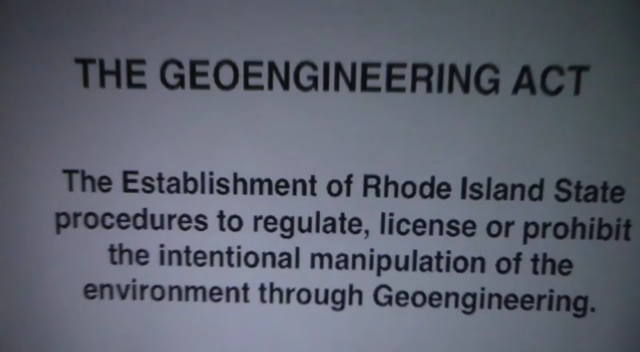 THE GEOENGINEERING ACT
The Establishment of Rhode Island State
procedures to regulate, license or prohibit
the intentional manipulation of the
environment through Geoengineering.